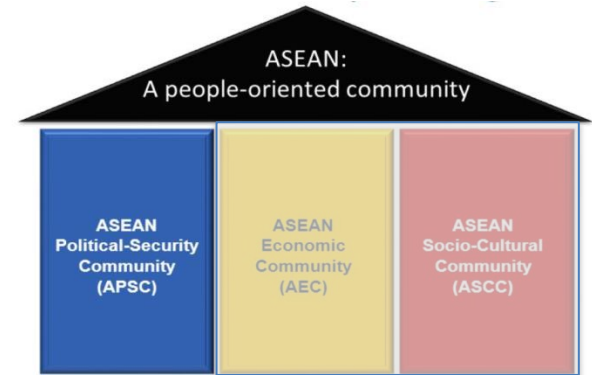 ASEAN:
A people-oriented community
ASEAN
Political-Security
Community
(APSC)
ASEAN
Economic
Community
(AEC)
ASEAN
Socio-Cultural
Community
(ASCC)